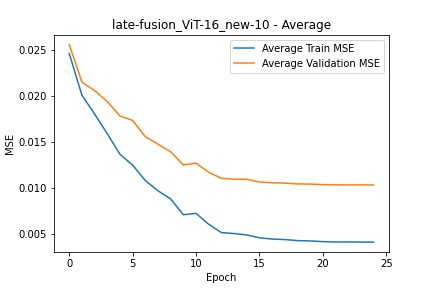 late-fusion_ViT-16_new-10 - Average
Average Train MSE
Average Validation MSE
MSE
0.025
0.020
0.015
0.010
0.005
0 5 10 15 20 25
Epoch